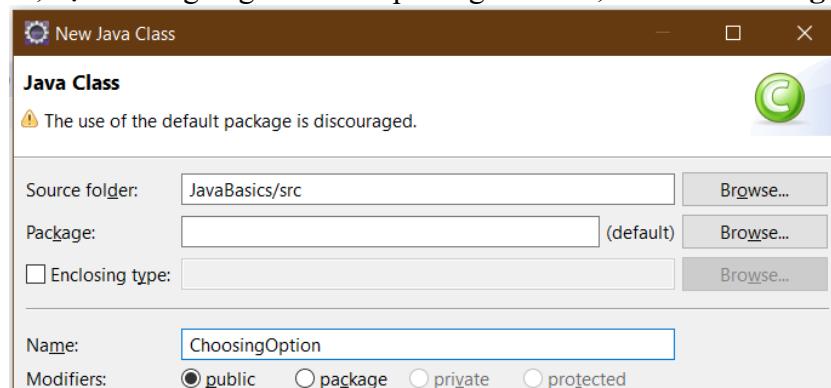 New Java Class
Java Class
The use of the default package is discouraged.
Source folder: JavaBasics/src Browse...
Package: (default) Browse...
Enclosing type: Browse...
Name: ChoosingOption
Modifiers: public package private protected